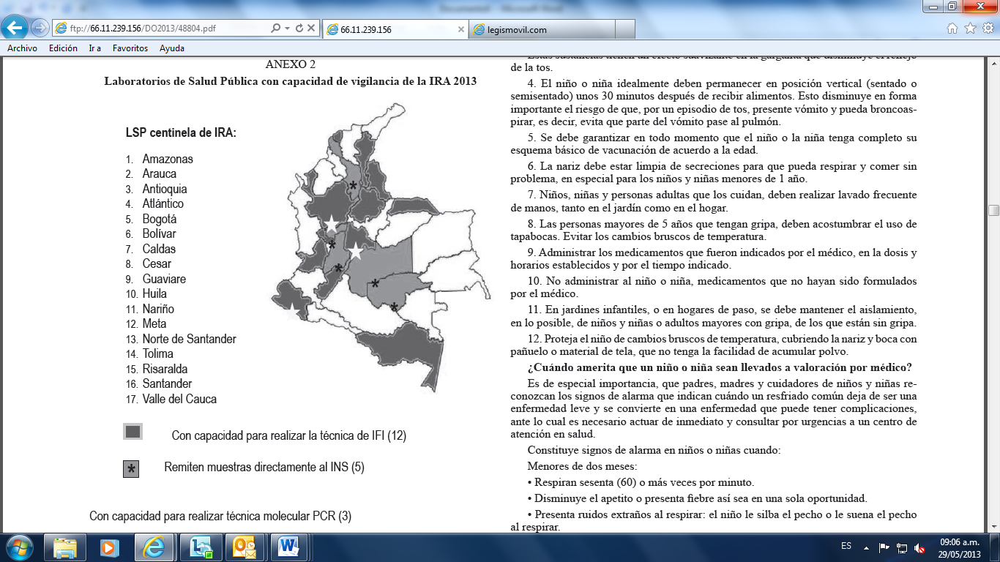 Documento1 - Microsoft Word
ftp://66.11.239.156/DO2013/48804.pdf
66.11.239.156
legismovil.com
Archivo Edición Ir a Favoritos Ayuda
ANEXO 2
Laboratorios de Salud Pública con capacidad de vigilancia de la IRA 2013
LSP centinela de IRA:
1. Amazonas
2. Arauca
3. Antioquia
4. Atlántico
5. Bogotá
6. Bolívar
7. Caldas
8. Cesar
9. Guaviare
10. Huila
11. Nariño
12. Meta
13. Norte de Santander
14. Tolima
15. Risaralda
16. Santander
17. Valle del Cauca
Con capacidad para realizar la técnica de IFI (12)
* Remiten muestras directamente al INS (5)
Con capacidad para realizar técnica molecular PCR (3)
Estas sustancias tienen un efecto suavizante en la garganta que disminuye el reflejo
de la tos.
4. El niño o niña idealmente deben permanecer en posición vertical (sentado o
semisentado) unos 30 minutos después de recibir alimentos. Esto disminuye en forma
importante el riesgo de que, por un episodio de tos, presente vómito y pueda broncoas-
pirar, es decir, evita que parte del vómito pase al pulmón.
5. Se debe garantizar en todo momento que el niño o la niña tenga completo su
esquema básico de vacunación de acuerdo a la edad.
6. La nariz debe estar limpia de secreciones para que pueda respirar y comer sin
problema, en especial para los niños y niñas menores de 1 año.
7. Niños, niñas y personas adultas que los cuidan, deben realizar lavado frecuente
de manos, tanto en el jardín como en el hogar.
8. Las personas mayores de 5 años que tengan gripa, deben acostumbrar el uso de
tapabocas. Evitar los cambios bruscos de temperatura.
9. Administrar los medicamentos que fueron indicados por el médico, en la dosis y
horarios establecidos y por el tiempo indicado.
10. No administrar al niño o niña, medicamentos que no hayan sido formulados
por el médico.
11. En jardines infantiles, o en hogares de paso, se debe mantener el aislamiento,
en lo posible, de niños y niñas o adultos mayores con gripa, de los que están sin gripa.
12. Proteja el niño de cambios bruscos de temperatura, cubriendo la nariz y boca con
pañuelo o material de tela, que no tenga la facilidad de acumular polvo.
¿Cuándo amerita que un niño o niña sean llevados a valoración por médico?
Es de especial importancia, que padres, madres y cuidadores de niños y niñas re-
conozcan los signos de alarma que indican cuándo un resfriado común deja de ser una
enfermedad leve y se convierte en una enfermedad que puede tener complicaciones,
ante lo cual es necesario actuar de inmediato y consultar por urgencias a un centro de
atención en salud.
Constituye signos de alarma en niños o niñas cuando:
Menores de dos meses:
• Respiran sesenta (60) o más veces por minuto.
• Disminuye el apetito o presenta fiebre así sea en una sola oportunidad.
• Presenta ruidos extraños al respirar: el niño le silba el pecho o le suena el pecho
al respirar.
ES
09:06 a.m.
29/05/2013